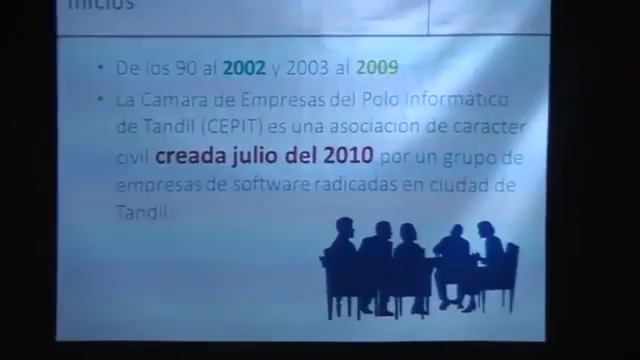 Inicios
• De los 90 al 2002 y 2003 al 2009
• La Camara de Empresas del Polo Informático
de Tandil (CEPIT) es una asociación de caracter
civil creada julio del 2010 por un grupo de
empresas de software radicadas en ciudad de
Tandil.